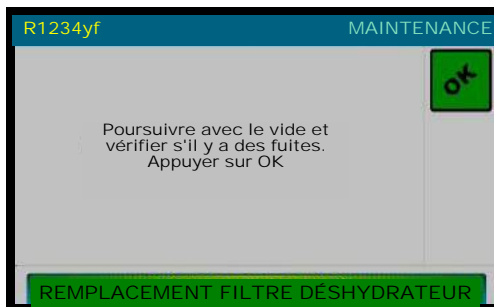 R1234yf MAINTENANCE
OK
Poursuivre avec le vide et
vérifier s'il y a des fuites.
Appuyer sur OK
REMPLACEMENT FILTRE DÉSHYDRATEUR